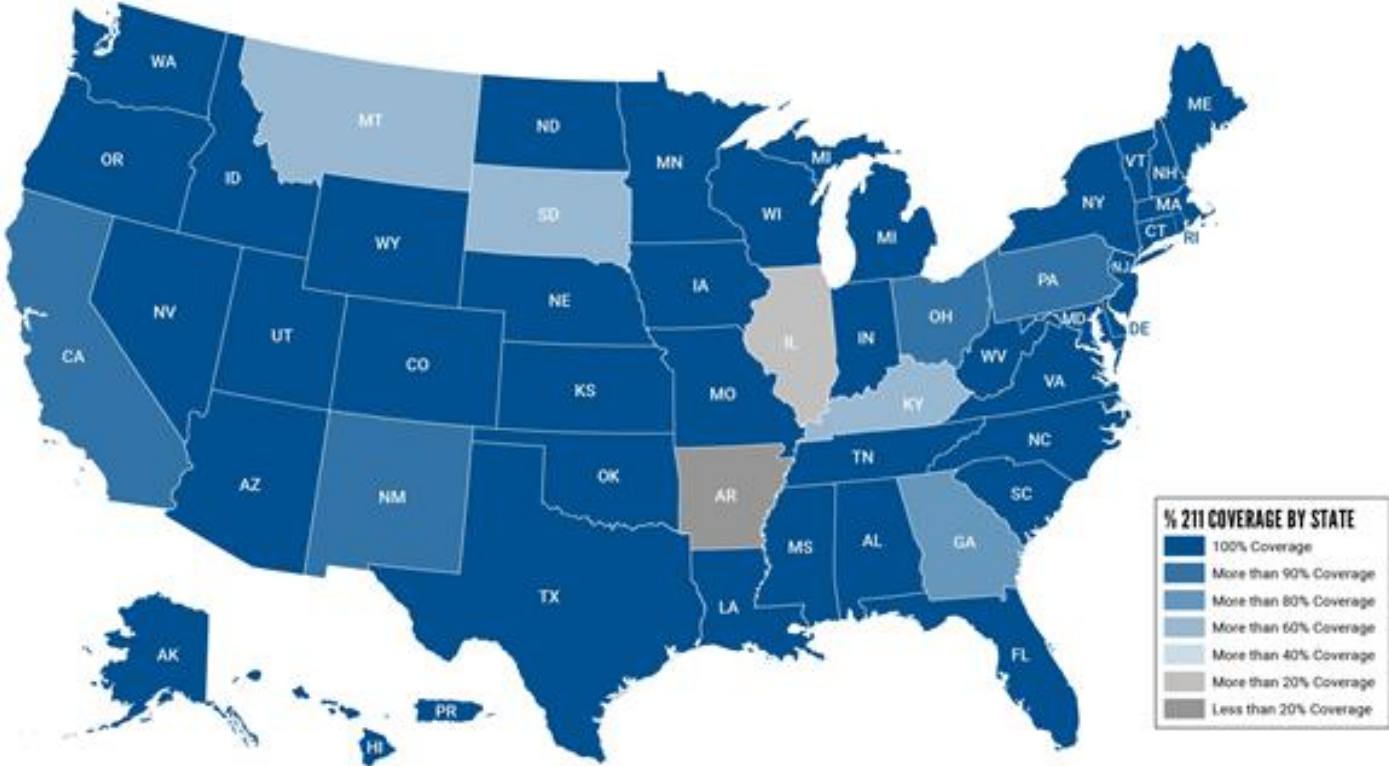 WA
MT
ND
MN
OR
ID
SD
WI
MI
MI
ME
VT
NH
NY
MA
CT
RI
WY
IA
NE
PA
NJ
NV
UT
CO
IL
IN
OH
MD
DE
WV
VA
CA
KS
MO
KY
NC
TN
AZ
NM
OK
AR
SC
MS
AL
GA
TX
LA
FL
AK
PR
HI
% 211 COVERAGE BY STATE
100% Coverage
More than 90% Coverage
More than 80% Coverage
More than 60% Coverage
More than 40% Coverage
More than 20% Coverage
Less than 20% Coverage